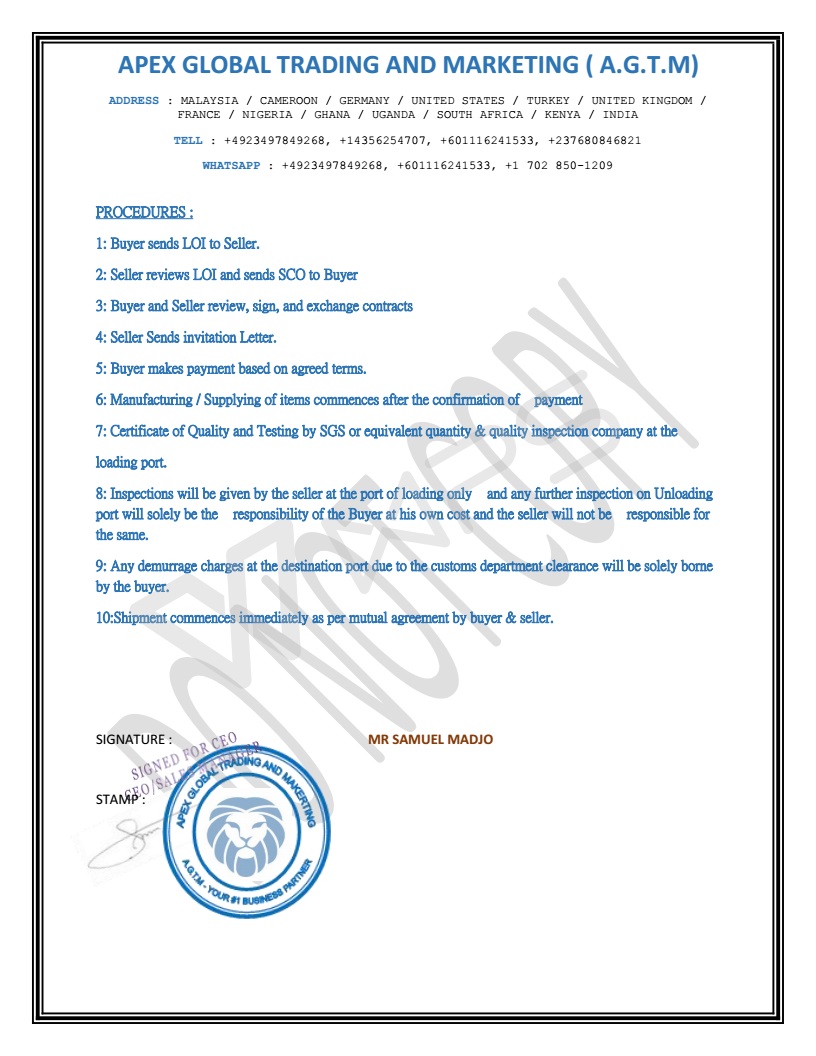 APEX GLOBAL TRADING AND MARKETING ( A.G.T.M)
ADDRESS : MALAYSIA / CAMEROON / GERMANY / UNITED STATES / TURKEY / UNITED KINGDOM /
FRANCE / NIGERIA / GHANA / UGANDA / SOUTH AFRICA / KENYA / INDIA
TELL : +4923497849268, +14356254707, +601116241533, +237680846821
WHATSAPP : +4923497849268, +601116241533, +1 702 850-1209
PROCEDURES :
1: Buyer sends LOI to Seller.
2: Seller reviews LOI and sends SCO to Buyer
3: Buyer and Seller review, sign, and exchange contracts
4: Seller Sends invitation Letter.
5: Buyer makes payment based on agreed terms.
6: Manufacturing / Supplying of items commences after the confirmation of payment
7: Certificate of Quality and Testing by SGS or equivalent quantity & quality inspection company at the
loading port.
8: Inspections will be given by the seller at the port of loading only and any further inspection on Unloading
port will solely be the responsibility of the Buyer at his own cost and the seller will not be responsible for
the same.
9: Any demurrage charges at the destination port due to the customs department clearance will be solely borne
by the buyer.
10:Shipment commences immediately as per mutual agreement by buyer & seller.
DO NOT COPY
SIGNATURE :
MR SAMUEL MADJO
SIGNED FOR CEO
CEO/SALES MANAGER
STAMP :
APEX GLOBAL TRADING AND MAKERTING
A.G.T.M - YOUR #1 BUSINESS PARTNER